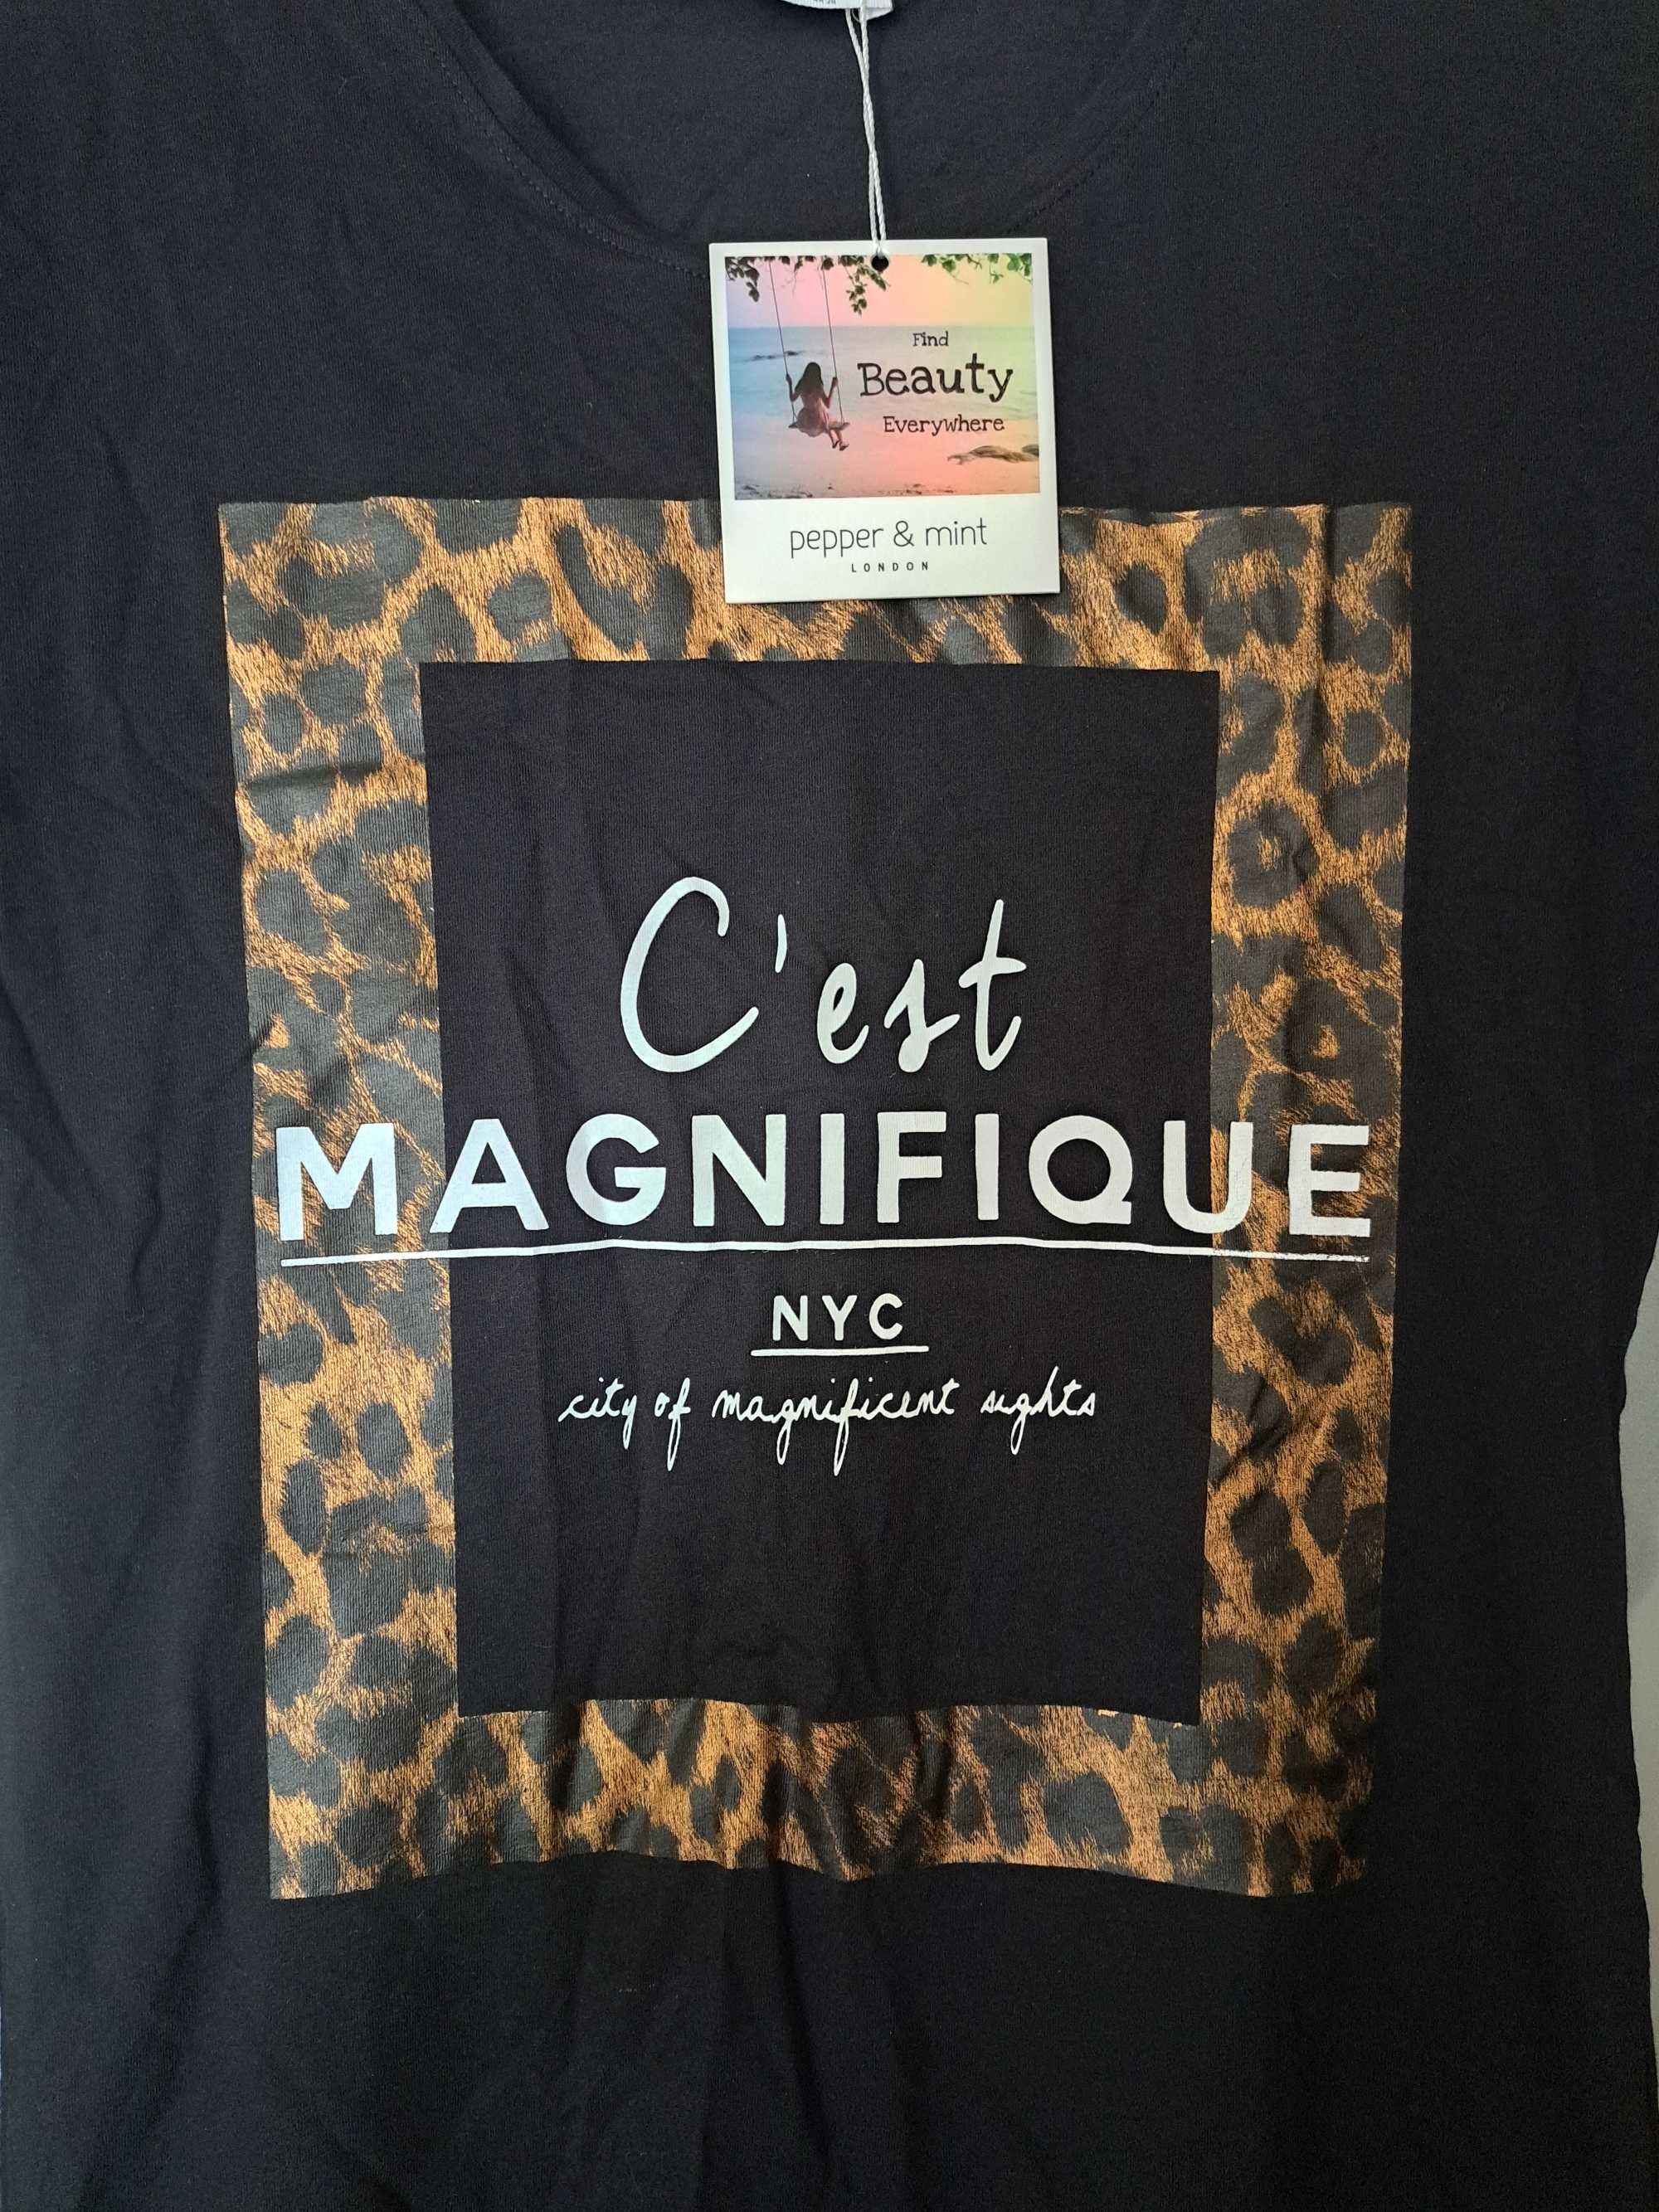 Find
Beauty
Everywhere
pepper & mint
LONDON
C'est
MAGNIFIQUE
NYC
city of magnificent sights